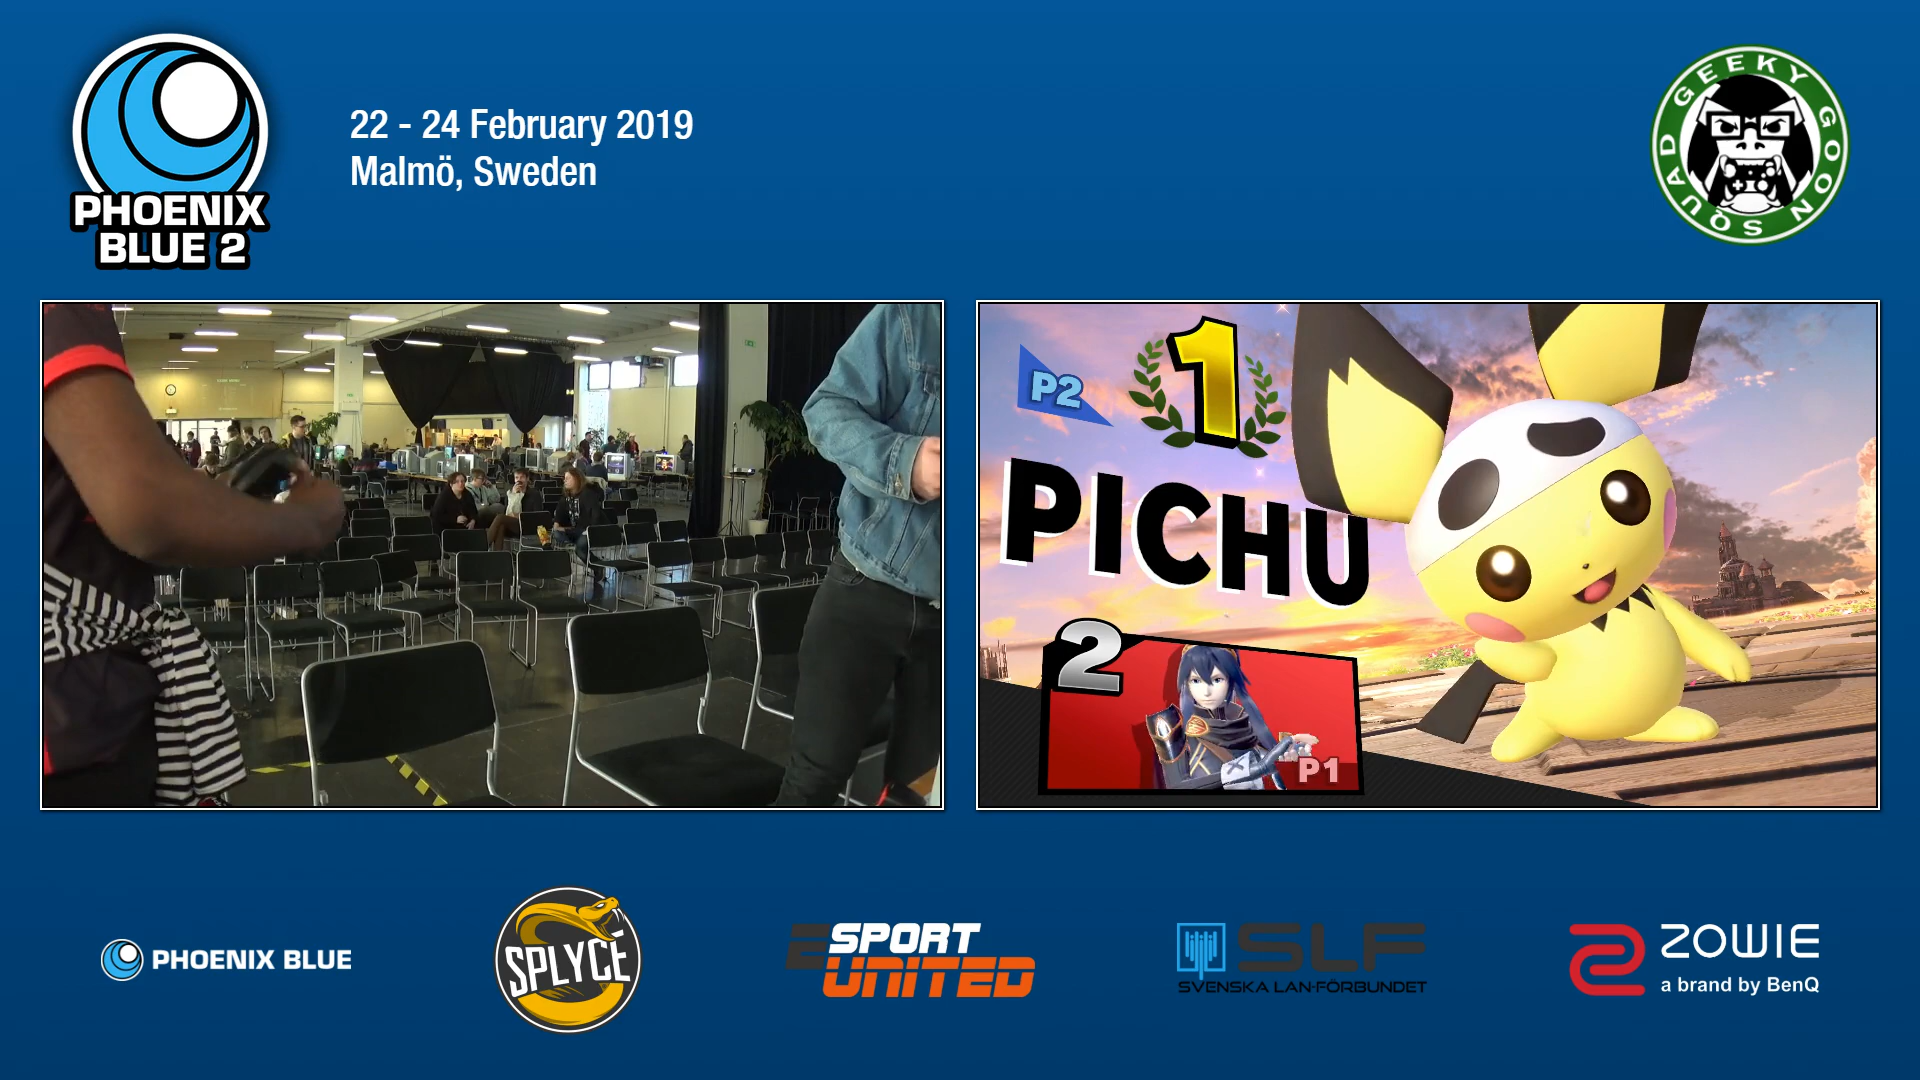 PHOENIX
BLUE 2
22 - 24 February 2019
Malmö, Sweden
GEEKY GOON SQUAD
P2
1
PICHU
2
P1
PHOENIX BLUE
SPLYCE
ESPORT
UNITED
SLF
SVENSKA LAN-FÖRBUNDET
ZOWIE
a brand by BenQ